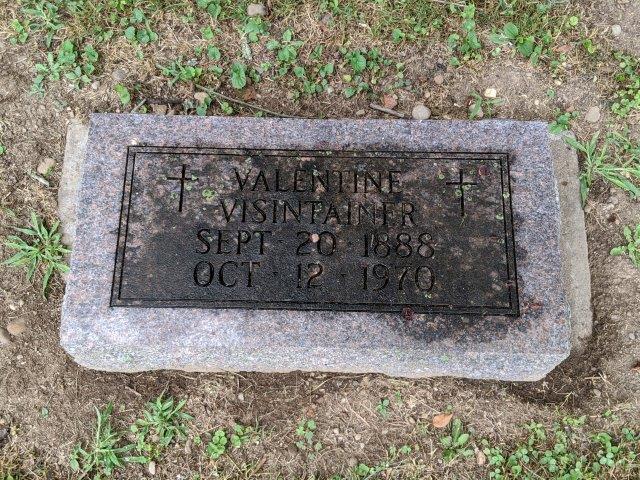 VALENTINE
VISINTAINER
SEPT · 20 · 1888
OCT · 12 · 1970